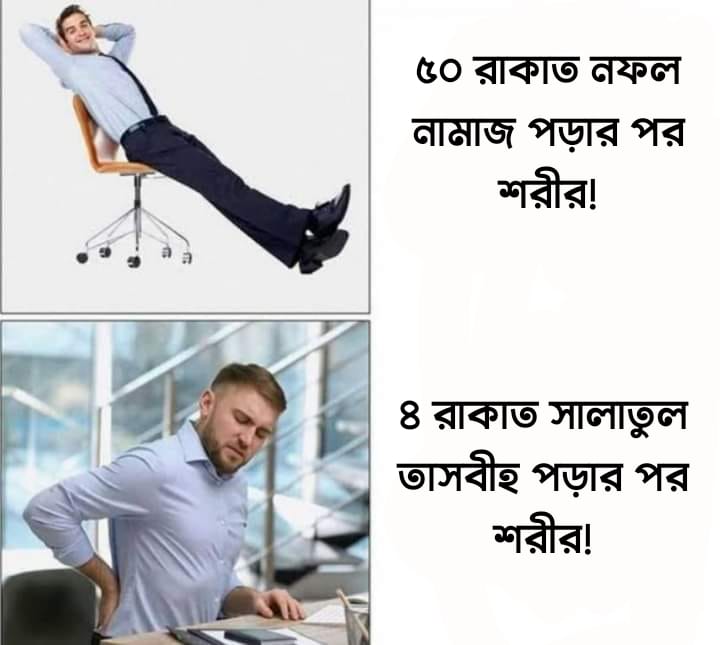 ৫০ রাকাত নফল
নামাজ পড়ার পর
শরীর!
৪ রাকাত সালাতুল
তাসবীহ পড়ার পর
শরীর!